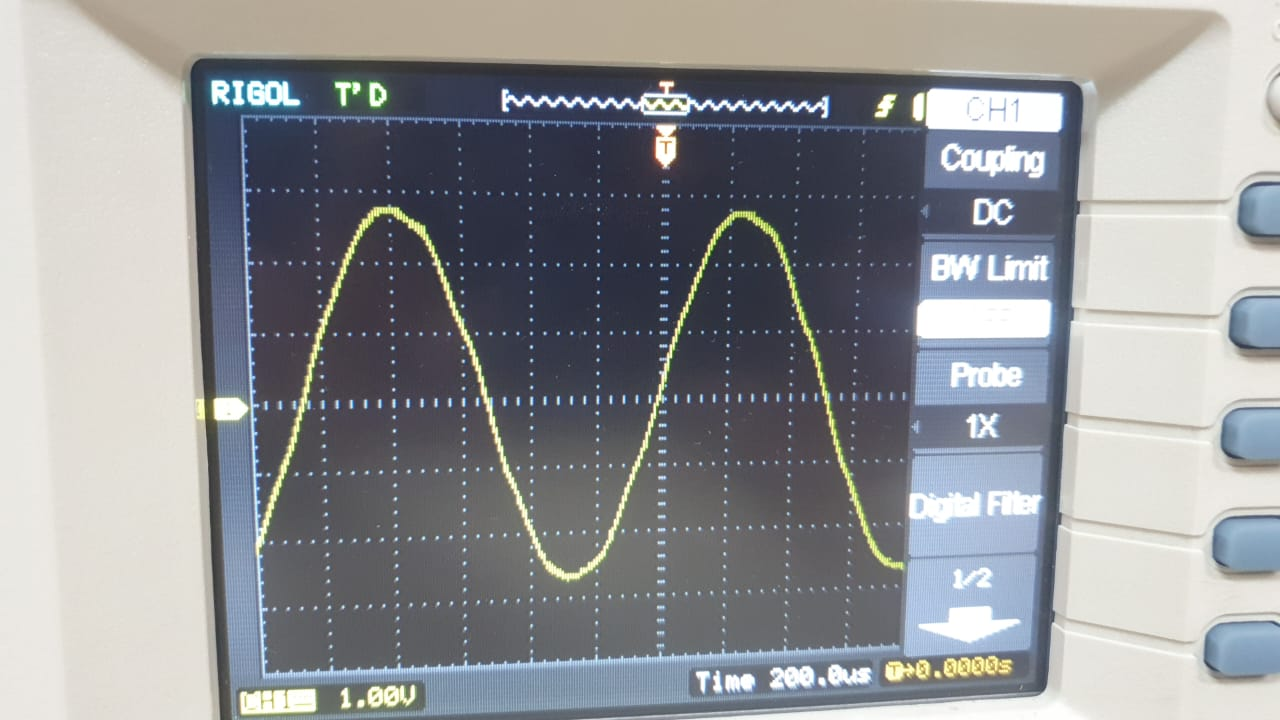 RIGOL T'D T
T
CH1
Coupling
DC
BW Limit
Probe
1X
Digital Filter
1/2
CH1 1.00V Time 200.0us T→0.0000s